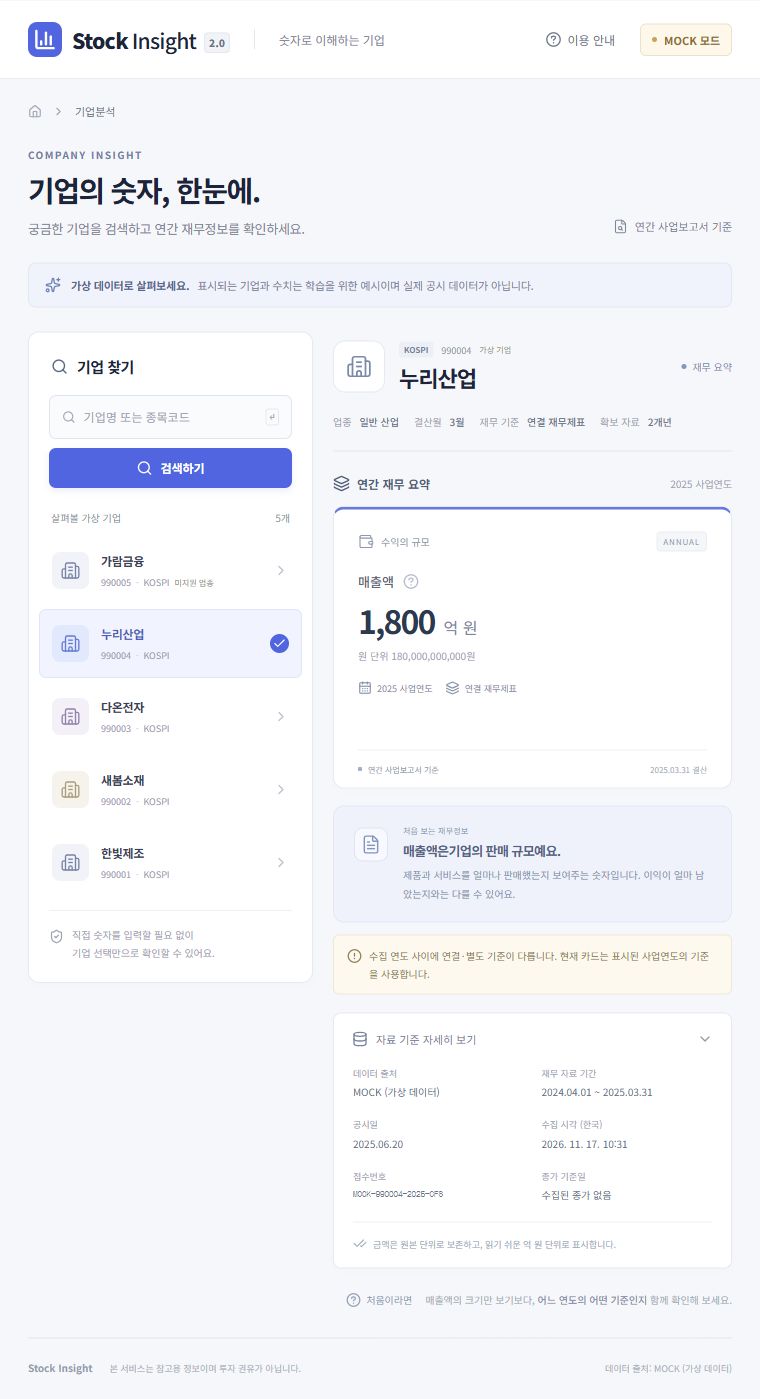 Stock Insight 2.0
숫자로 이해하는 기업
이용 안내
MOCK 모드
기업분석
COMPANY INSIGHT
기업의 숫자, 한눈에.
궁금한 기업을 검색하고 연간 재무정보를 확인하세요.
연간 사업보고서 기준
가상 데이터로 살펴보세요. 표시되는 기업과 수치는 학습을 위한 예시이며 실제 공시 데이터가 아닙니다.
기업 찾기
기업명 또는 종목코드
검색하기
살펴볼 가상 기업
5개
가람금융
990005 · KOSPI 미지원 업종
누리산업
990004 · KOSPI
다온전자
990003 · KOSPI
새봄소재
990002 · KOSPI
한빛제조
990001 · KOSPI
직접 숫자를 입력할 필요 없이
기업 선택만으로 확인할 수 있어요.
KOSPI 990004 가상 기업
누리산업
재무 요약
업종 일반 산업 결산월 3월 재무 기준 연결 재무제표 확보 자료 2개년
연간 재무 요약
2025 사업연도
수익의 규모
ANNUAL
매출액
1,800 억 원
원 단위 180,000,000,000원
2025 사업연도 연결 재무제표
연간 사업보고서 기준
2025.03.31 결산
처음 보는 재무정보
매출액은기업의 판매 규모예요.
제품과 서비스를 얼마나 판매했는지 보여주는 숫자입니다. 이익이 얼마 남
았는지와는 다를 수 있어요.
수집 연도 사이에 연결·별도 기준이 다릅니다. 현재 카드는 표시된 사업연도의 기준
을 사용합니다.
자료 기준 자세히 보기
데이터 출처
재무 자료 기간
MOCK (가상 데이터)
2024.04.01 ~ 2025.03.31
공시일
수집 시각 (한국)
2025.06.20
2026. 11. 17. 10:31
접수번호
종가 기준일
MOCK-990004-2025-CFS
수집된 종가 없음
금액은 원본 단위로 보존하고, 읽기 쉬운 억 원 단위로 표시합니다.
처음이라면 매출액의 크기만 보기보다, 어느 연도의 어떤 기준인지 함께 확인해 보세요.
Stock Insight 본 서비스는 참고용 정보이며 투자 권유가 아닙니다.
데이터 출처: MOCK (가상 데이터)